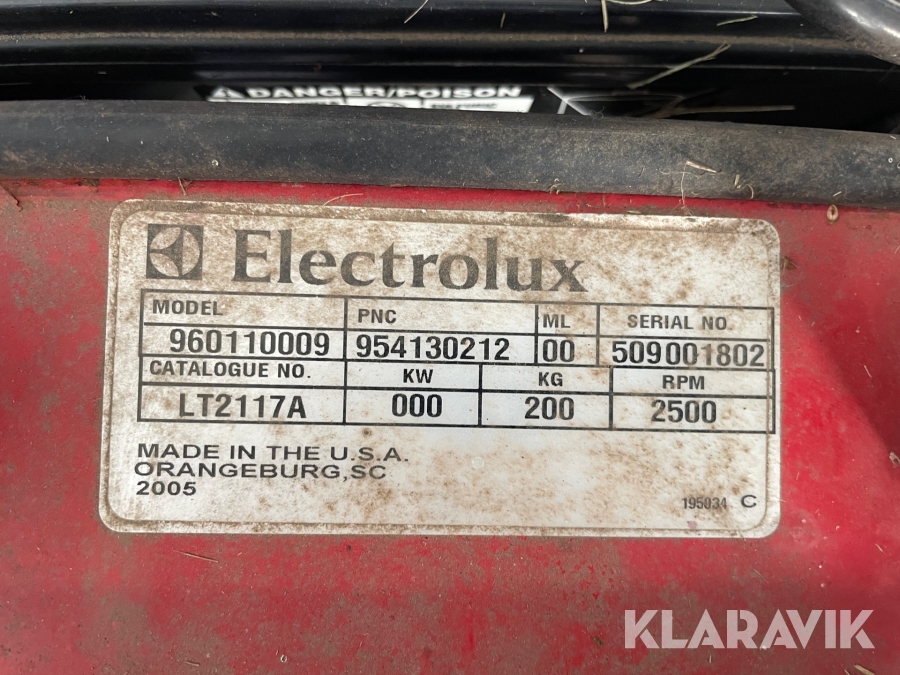 DANGER/POISON
Electrolux
MODEL PNC ML SERIAL NO.
960110009 954130212 00 509001802
CATALOGUE NO. KW KG RPM
LT2117A 000 200 2500
MADE IN THE U.S.A.
ORANGEBURG,SC
2005
195034 C
KLARAVIK